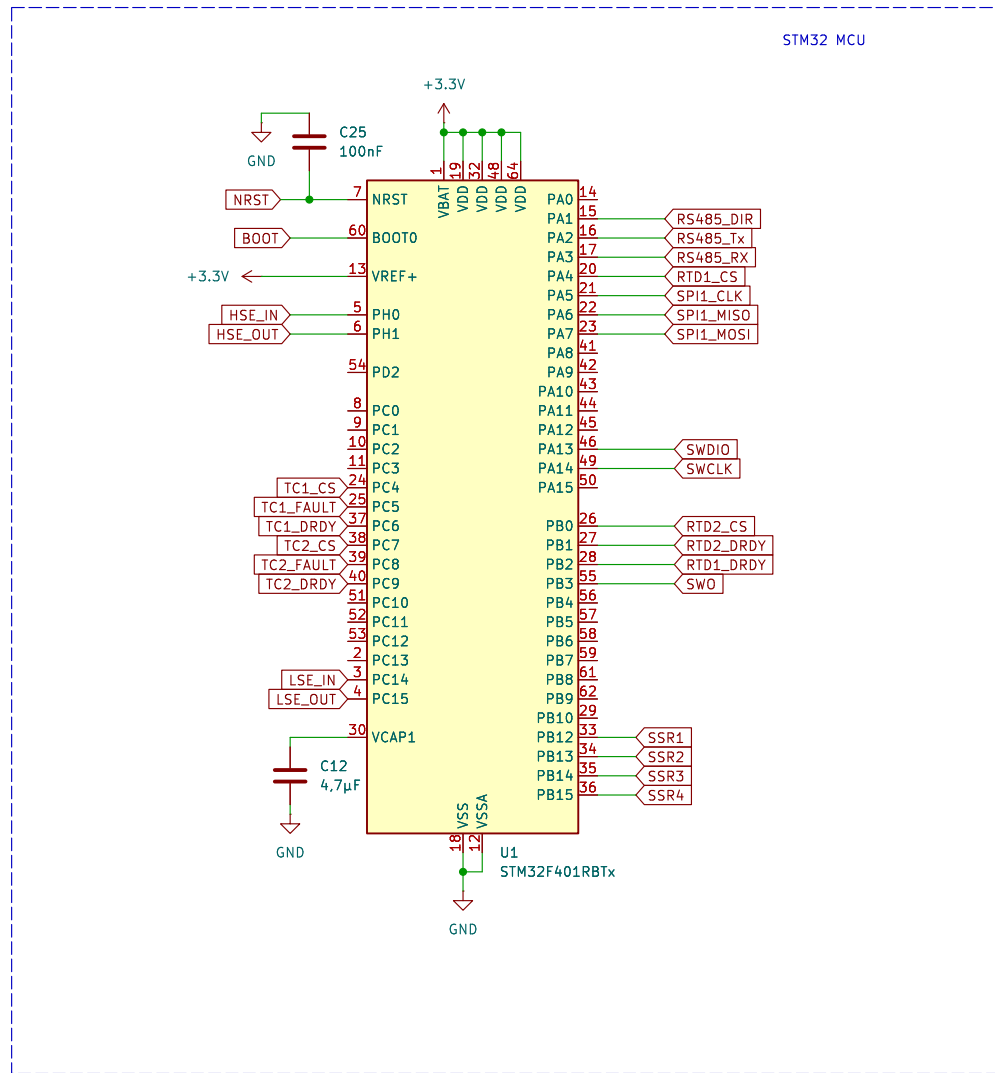 STM32 MCU
+3.3V
C25
100nF
GND
1
19
32
48
64
VBAT
VDD
VDD
VDD
VDD
NRST
7
NRST
BOOT
60
BOOT0
+3.3V
13
VREF+
HSE_IN
5
PH0
HSE_OUT
6
PH1
54
PD2
8
PC0
9
PC1
10
PC2
11
PC3
TC1_CS
24
PC4
TC1_FAULT
25
PC5
TC1_DRDY
37
PC6
TC2_CS
38
PC7
TC2_FAULT
39
PC8
TC2_DRDY
40
PC9
51
PC10
52
PC11
53
PC12
2
PC13
LSE_IN
3
PC14
LSE_OUT
4
PC15
30
VCAP1
C12
4,7µF
GND
PA0
14
PA1
15
RS485_DIR
PA2
16
RS485_Tx
PA3
17
RS485_RX
PA4
20
RTD1_CS
PA5
21
SPI1_CLK
PA6
22
SPI1_MISO
PA7
23
SPI1_MOSI
PA8
41
PA9
42
PA10
43
PA11
44
PA12
45
PA13
46
SWDIO
PA14
49
SWCLK
PA15
50
PB0
26
RTD2_CS
PB1
27
RTD2_DRDY
PB2
28
RTD1_DRDY
PB3
55
SWO
PB4
56
PB5
57
PB6
58
PB7
59
PB8
61
PB9
62
PB10
29
PB12
33
SSR1
PB13
34
SSR2
PB14
35
SSR3
PB15
36
SSR4
VSS
VSSA
18
12
U1
STM32F401RBTx
GND